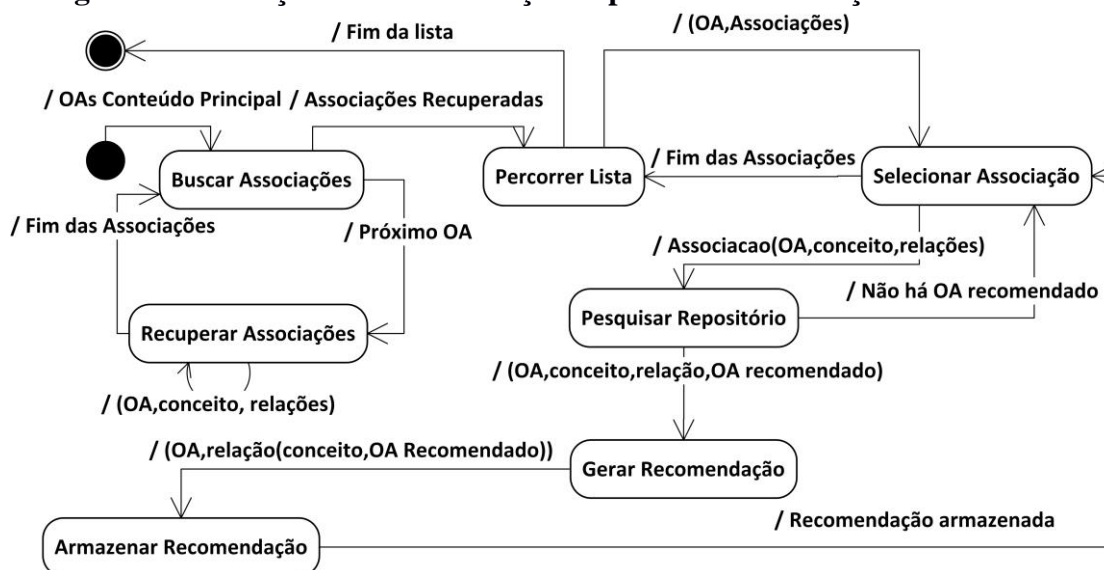 / Fim da lista
/ (OA,Associações)
/ OAs Conteúdo Principal
/ Associações Recuperadas
Buscar Associações
Percorrer Lista
/ Fim das Associações
Selecionar Associação
/ Fim das Associações
/ Próximo OA
/ Associacao(OA,conceito,relações)
/ Não há OA recomendado
Recuperar Associações
Pesquisar Repositório
/ (OA,conceito, relações)
/ (OA,conceito,relação,OA recomendado)
/ (OA,relação(conceito,OA Recomendado))
Gerar Recomendação
Armazenar Recomendação
/ Recomendação armazenada